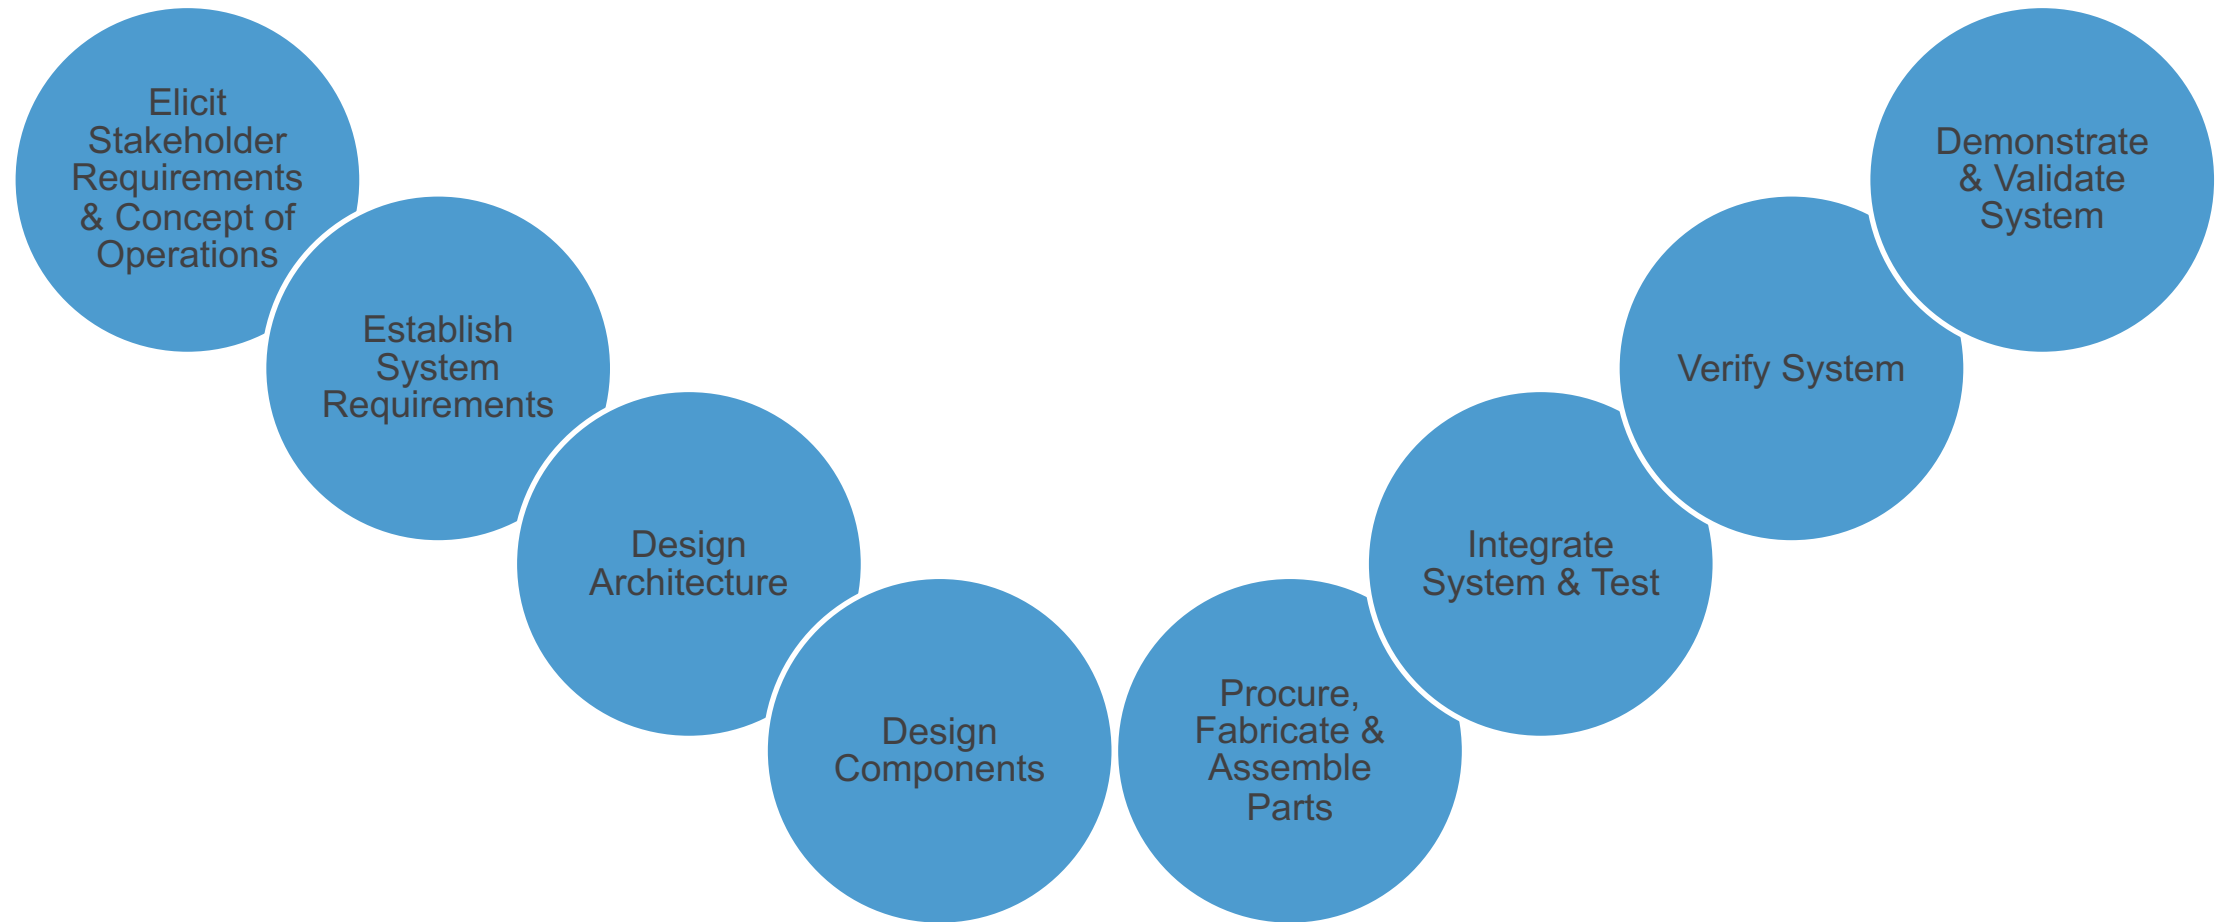 Elicit
Stakeholder
Requirements
& Concept of
Operations
Establish
System
Requirements
Design
Architecture
Design
Components
Procure,
Fabricate &
Assemble
Parts
Integrate
System & Test
Verify System
Demonstrate
& Validate
System